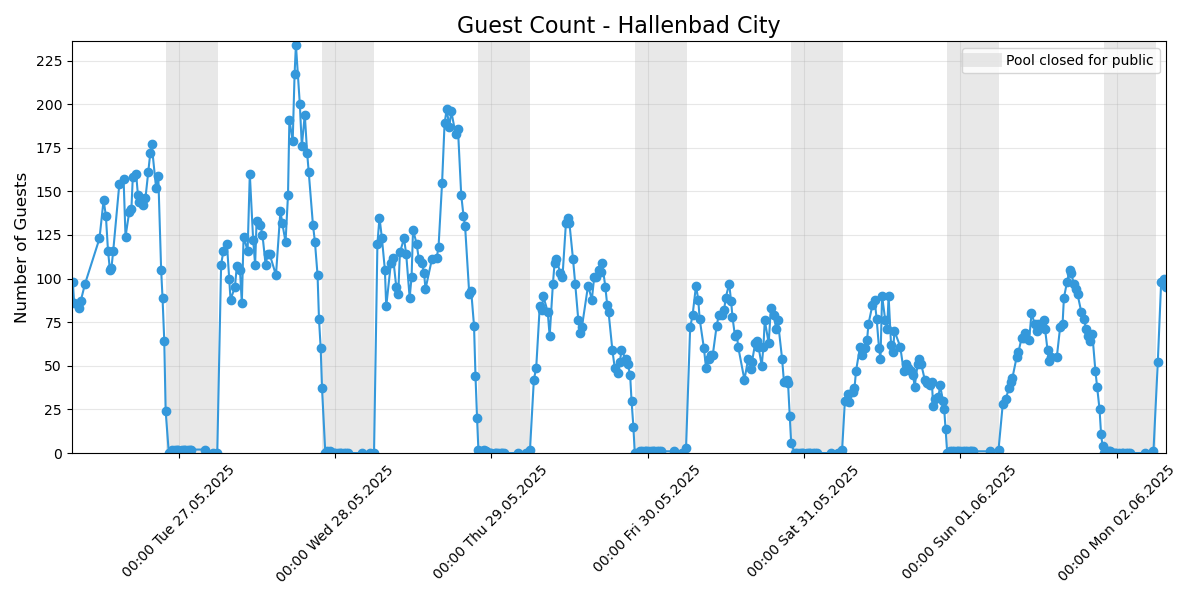 Guest Count - Hallenbad City
Pool closed for public
Number of Guests
225
200
175
150
125
100
75
50
25
0
00:00 Tue 27.05.2025
00:00 Wed 28.05.2025
00:00 Thu 29.05.2025
00:00 Fri 30.05.2025
00:00 Sat 31.05.2025
00:00 Sun 01.06.2025
00:00 Mon 02.06.2025